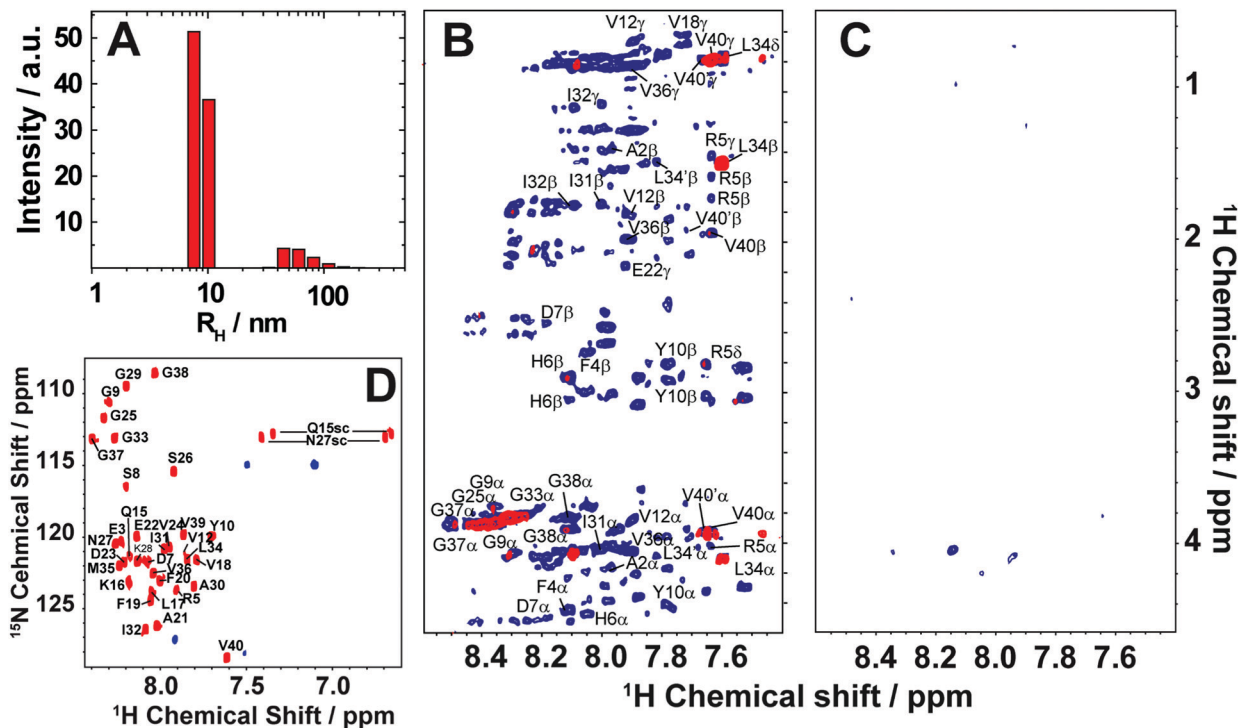 A
Intensity / a.u.
50
40
30
20
10
1
10
100
R_H / nm
B
V12γ
V18γ
V40γ
L34δ
V40'γ
V36γ
I32γ
R5γ
A2β
L34β
L34'β
R5β
I32β
I31β
V12β
R5β
V40'β
V36β
V40β
E22γ
D7β
H6β
F4β
Y10β
R5δ
H6β
Y10β
G9α
G25α
G33α
G38α
V40'α
G37α
I31α
V12α
V40α
G37α
G9α
G38α
V36α
R5α
A2α
L34'α
L34α
F4α
Y10α
D7α
H6α
8.4
8.2
8.0
7.8
7.6
C
1
2
3
4
¹H Chemical shift / ppm
8.4
8.2
8.0
7.8
7.6
¹H Chemical shift / ppm
D
¹⁵N Cehmical Shift / ppm
110
115
120
125
G29
G38
G9
G25
G33
G37
Q15sc
N27sc
S26
S8
Q15
E3
E22
V24
V39
Y10
N27
I31
V12
D23
K28
D7
L34
M35
V36
V18
K16
F20
A30
F19
L17
R5
I32
A21
V40
8.0
7.5
7.0
¹H Chemical Shift / ppm